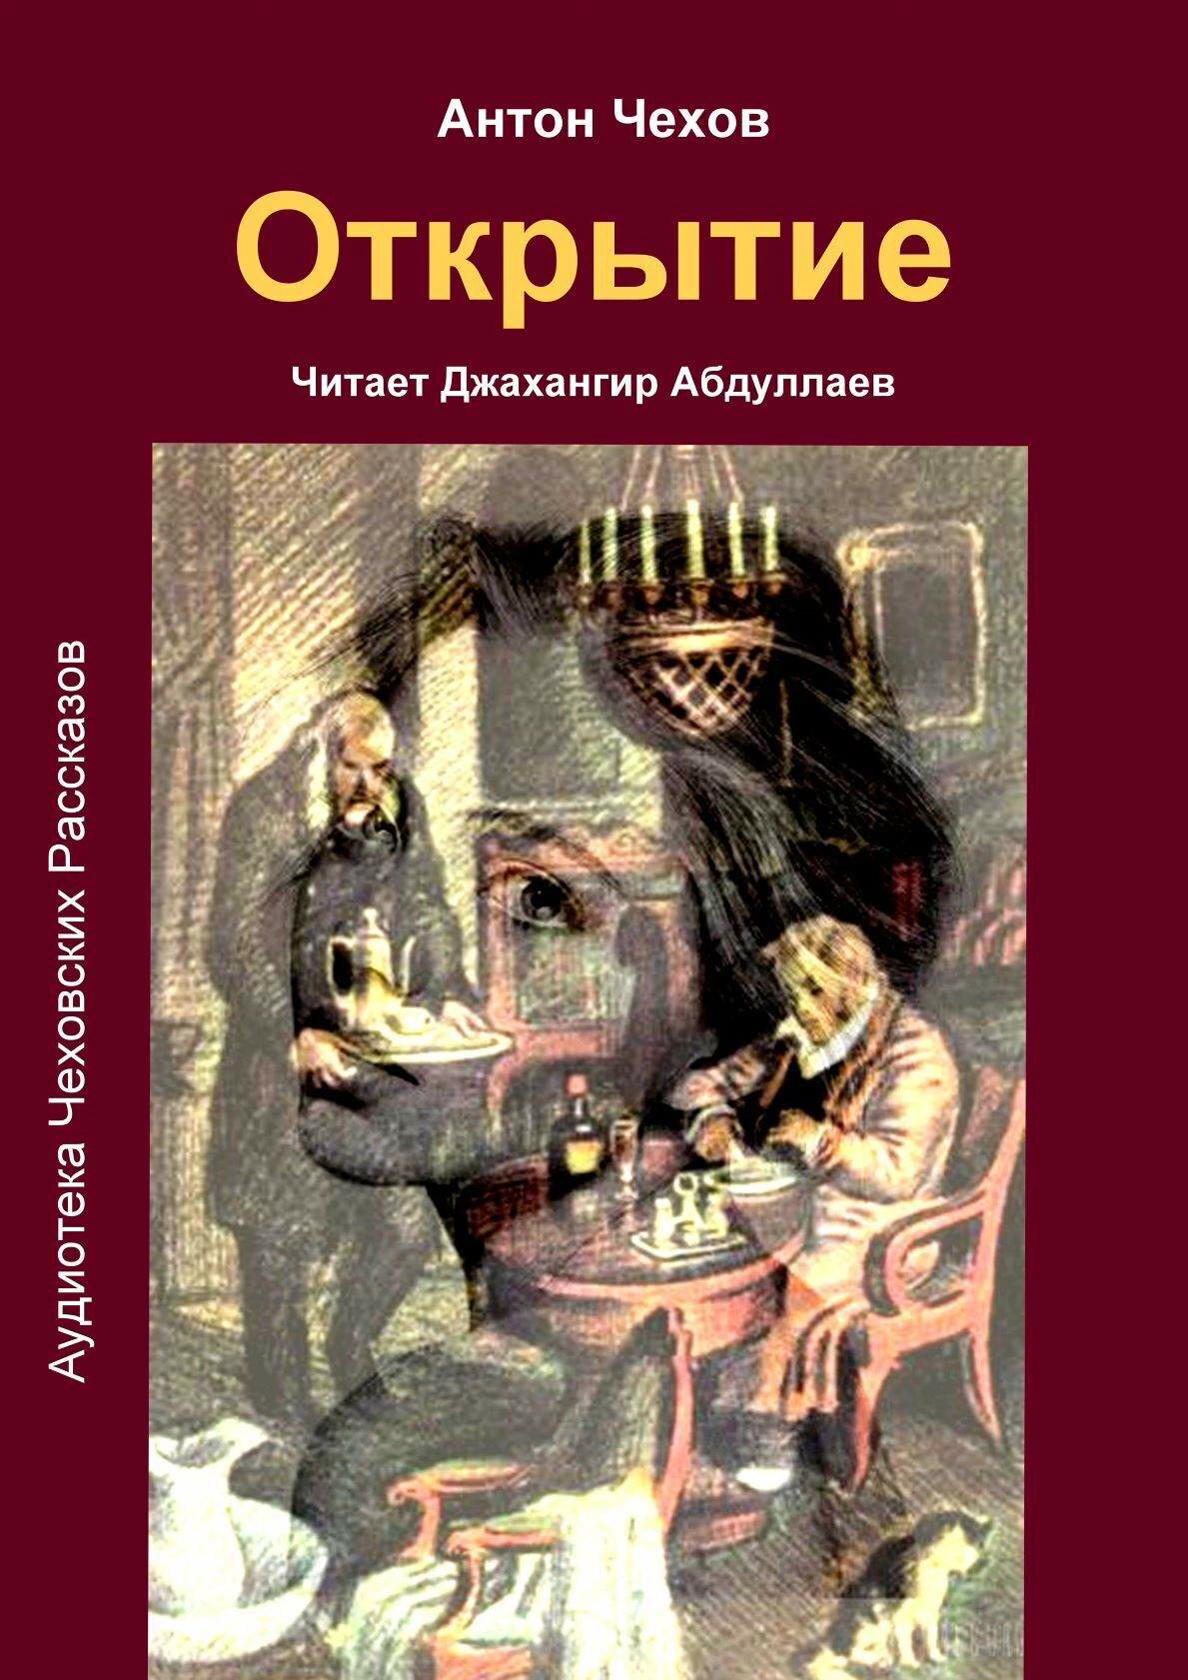 Антон Чехов
Открытие
Читает Джахангир Абдуллаев
Аудиотека Чеховских Рассказов